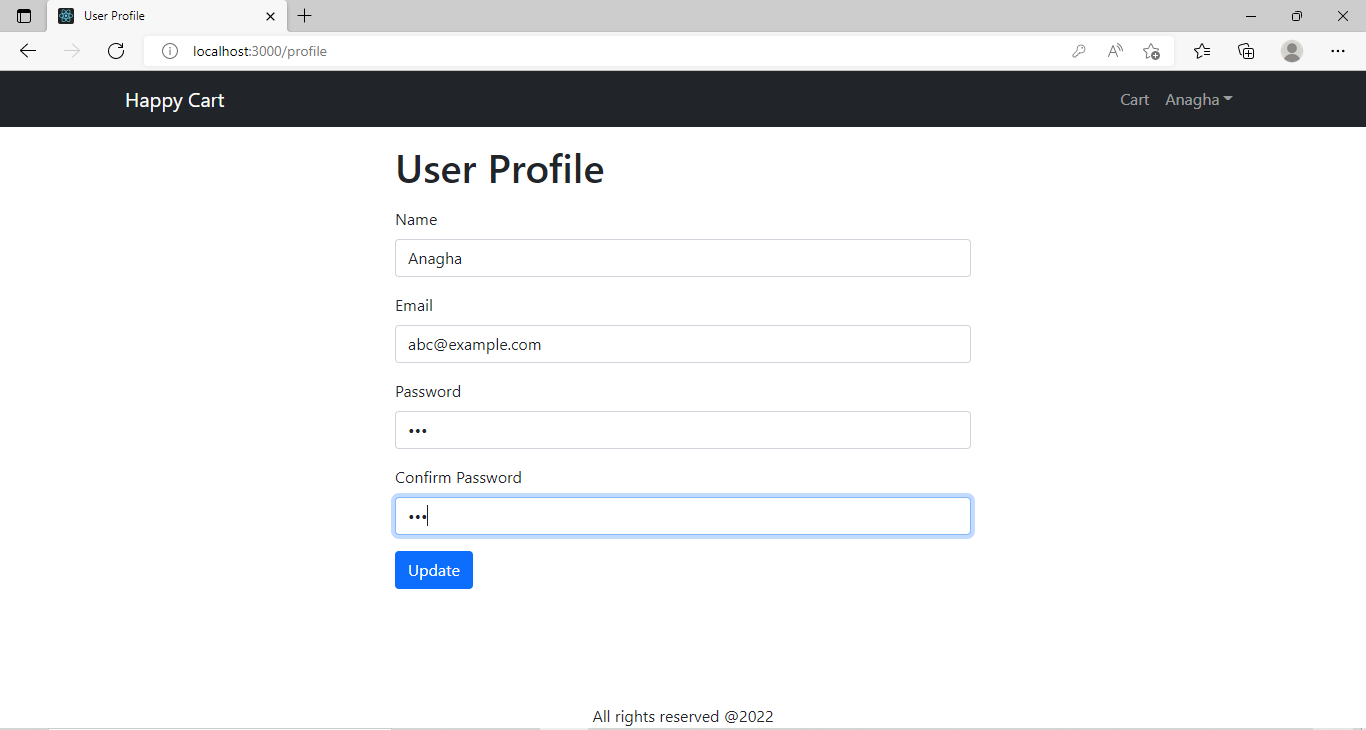 User Profile
localhost:3000/profile
Happy Cart
Cart Anagha
User Profile
Name
Anagha
Email
abc@example.com
Password
•••
Confirm Password
•••
Update
All rights reserved @2022